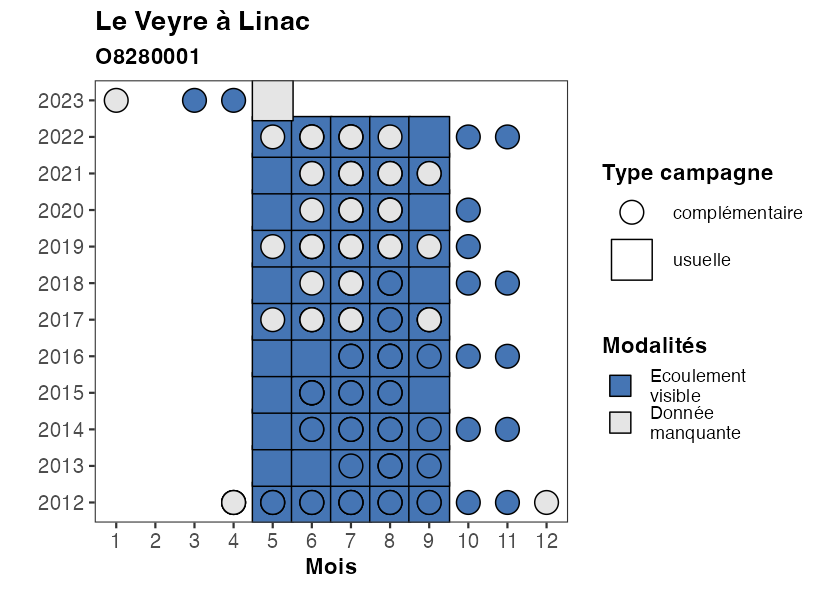 Le Veyre à Linac
O8280001
2023
2022
2021
2020
2019
2018
2017
2016
2015
2014
2013
2012
1 2 3 4 5 6 7 8 9 10 11 12
Mois
Type campagne
complémentaire
usuelle
Modalités
Ecoulement
visible
Donnée
manquante